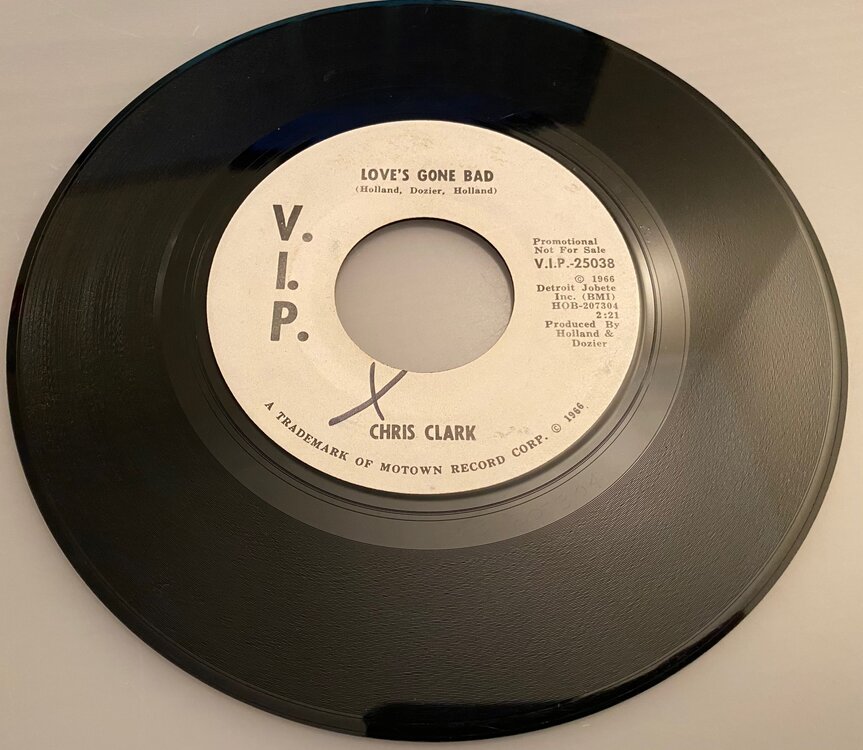 LOVE'S GONE BAD
(Holland, Dozier, Holland)
V.
I.
P.
Promotional
Not For Sale
V.I.P.-25038
© 1966
Detroit Jobete
Inc. (BMI)
HOB-207304
2:21
Produced By
Holland &
Dozier
X
CHRIS CLARK
A TRADEMARK OF MOTOWN RECORD CORP. © 1966